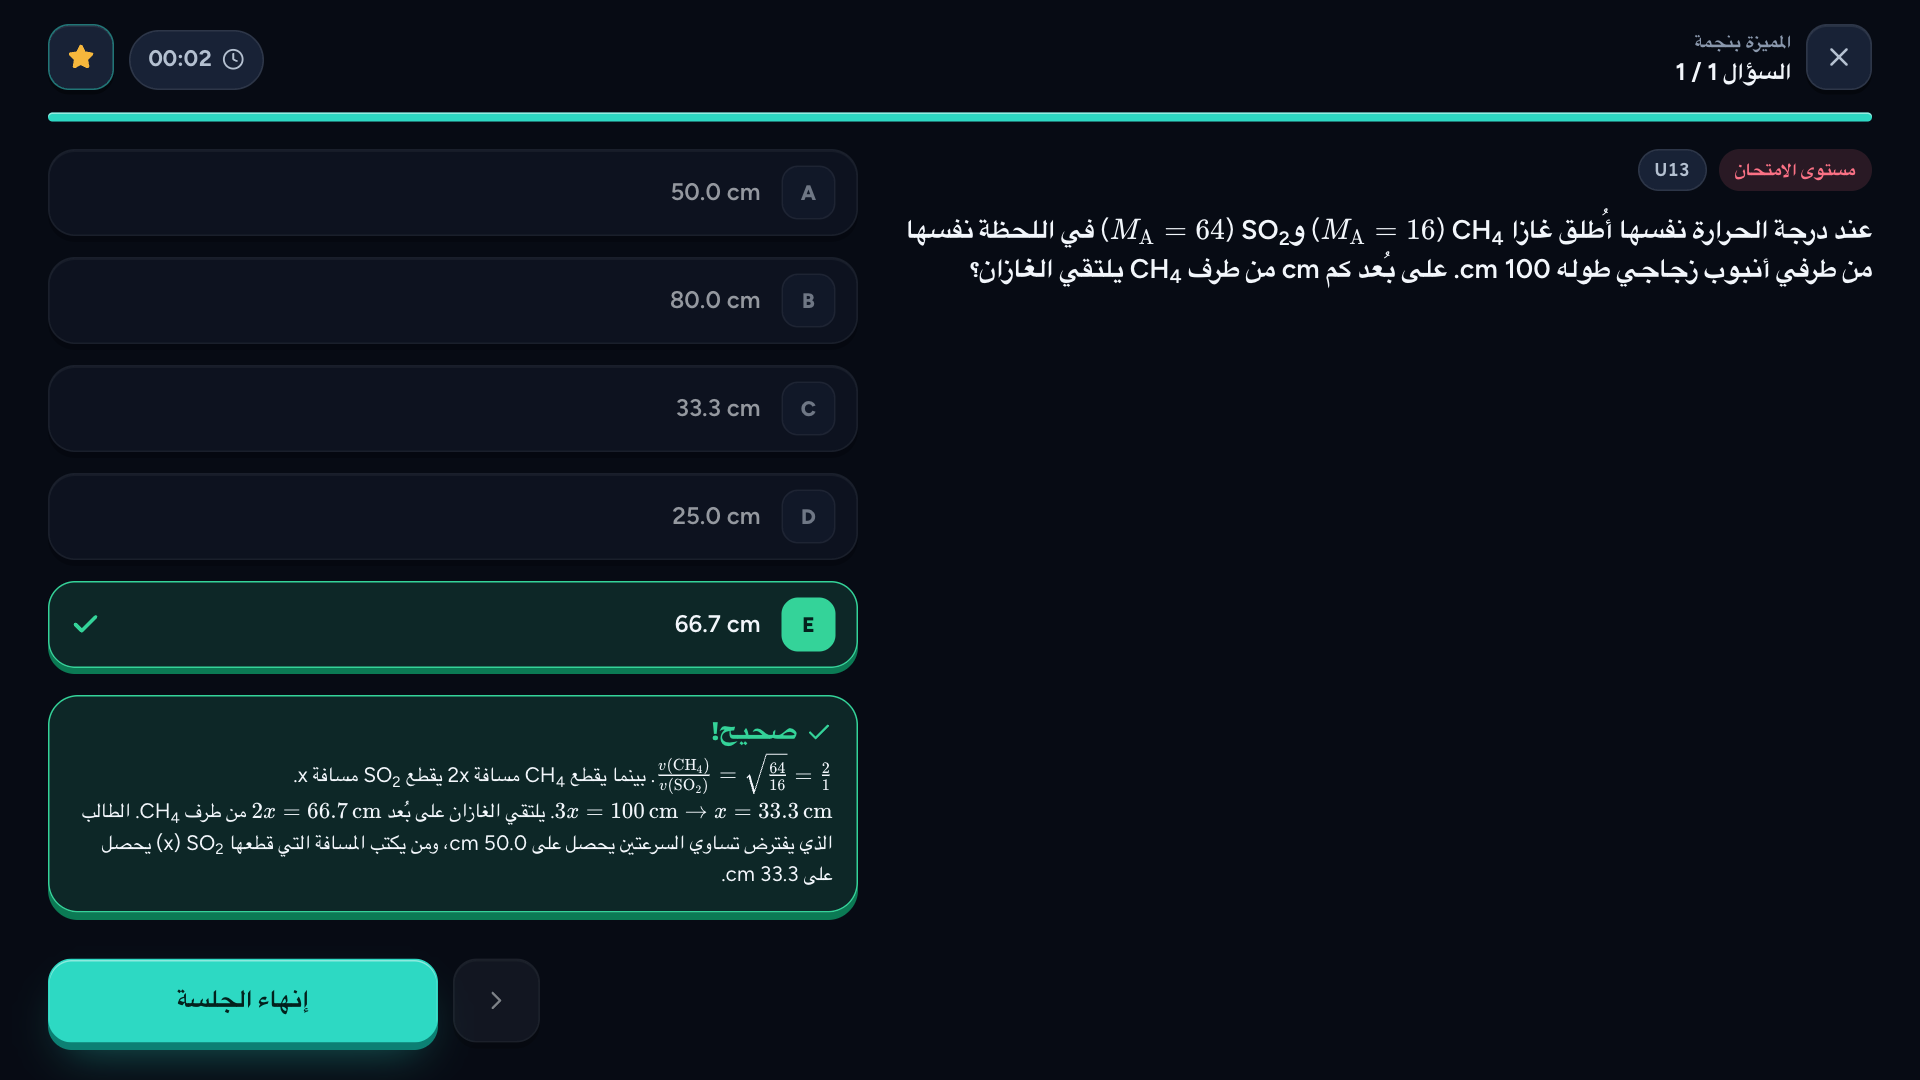 المميزة بنجمة
السؤال 1 / 1
00:02
مستوى الامتحان
U13
عند درجة الحرارة نفسها أُطلق غازا CH₄ (M_A = 16) وSO₂ (M_A = 64) في اللحظة نفسها
من طرفي أنبوب زجاجي طوله 100 cm. على بُعد كم cm من طرف CH₄ يلتقي الغازان؟
A 50.0 cm
B 80.0 cm
C 33.3 cm
D 25.0 cm
E 66.7 cm
صحيح!
v(CH₄)/v(SO₂) = √(64/16) = 2/1. بينما يقطع CH₄ مسافة 2x يقطع SO₂ مسافة x.
3x = 100 cm → x = 33.3 cm. يلتقي الغازان على بُعد 2x = 66.7 cm من طرف CH₄. الطالب
الذي يفترض تساوي السرعتين يحصل على 50.0 cm، ومن يكتب المسافة التي قطعها SO₂ (x) يحصل
على 33.3 cm.
إنهاء الجلسة